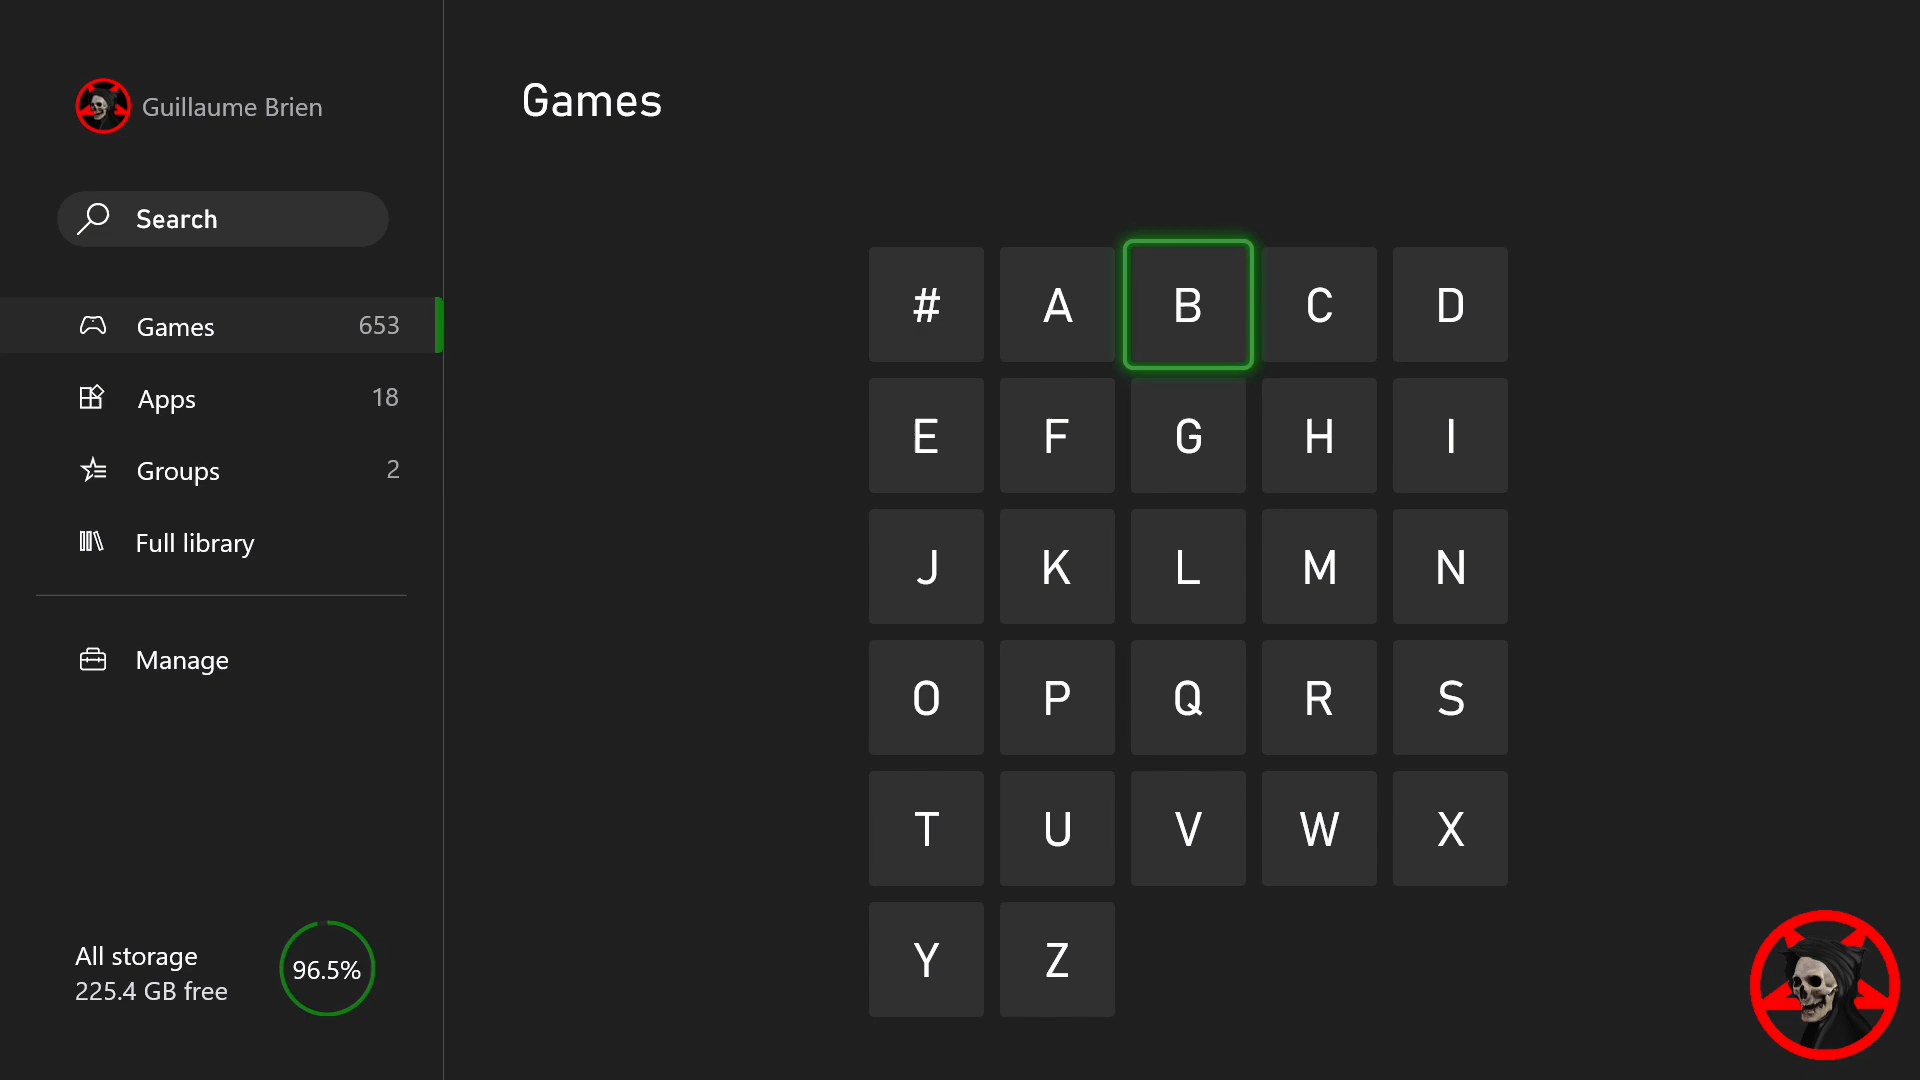 Guillaume Brien
Search
Games 653
Apps 18
Groups 2
Full library
Manage
All storage
225.4 GB free
96.5%
Games
# A B C D
E F G H I
J K L M N
O P Q R S
T U V W X
Y Z